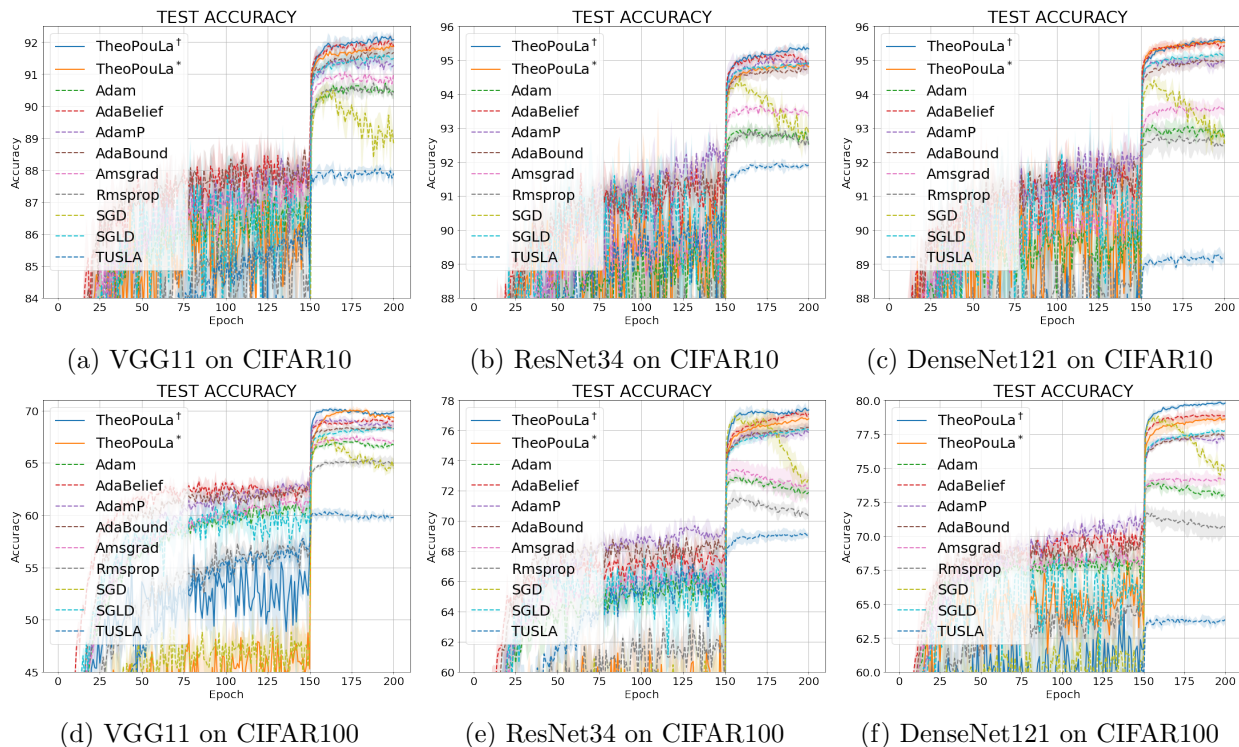 TEST ACCURACY
Accuracy
92
91
90
89
88
87
86
85
84
TheoPouLa†
TheoPouLa*
Adam
AdaBelief
AdamP
AdaBound
Amsgrad
Rmsprop
SGD
SGLD
TUSLA
0 25 50 75 100 125 150 175 200
Epoch
(a) VGG11 on CIFAR10
TEST ACCURACY
Accuracy
96
95
94
93
92
91
90
89
88
TheoPouLa†
TheoPouLa*
Adam
AdaBelief
AdamP
AdaBound
Amsgrad
Rmsprop
SGD
SGLD
TUSLA
0 25 50 75 100 125 150 175 200
Epoch
(b) ResNet34 on CIFAR10
TEST ACCURACY
Accuracy
96
95
94
93
92
91
90
89
88
TheoPouLa†
TheoPouLa*
Adam
AdaBelief
AdamP
AdaBound
Amsgrad
Rmsprop
SGD
SGLD
TUSLA
0 25 50 75 100 125 150 175 200
Epoch
(c) DenseNet121 on CIFAR10
TEST ACCURACY
Accuracy
70
65
60
55
50
45
TheoPouLa†
TheoPouLa*
Adam
AdaBelief
AdamP
AdaBound
Amsgrad
Rmsprop
SGD
SGLD
TUSLA
0 25 50 75 100 125 150 175 200
Epoch
(d) VGG11 on CIFAR100
TEST ACCURACY
Accuracy
78
76
74
72
70
68
66
64
62
60
TheoPouLa†
TheoPouLa*
Adam
AdaBelief
AdamP
AdaBound
Amsgrad
Rmsprop
SGD
SGLD
TUSLA
0 25 50 75 100 125 150 175 200
Epoch
(e) ResNet34 on CIFAR100
TEST ACCURACY
Accuracy
80.0
77.5
75.0
72.5
70.0
67.5
65.0
62.5
60.0
TheoPouLa†
TheoPouLa*
Adam
AdaBelief
AdamP
AdaBound
Amsgrad
Rmsprop
SGD
SGLD
TUSLA
0 25 50 75 100 125 150 175 200
Epoch
(f) DenseNet121 on CIFAR100